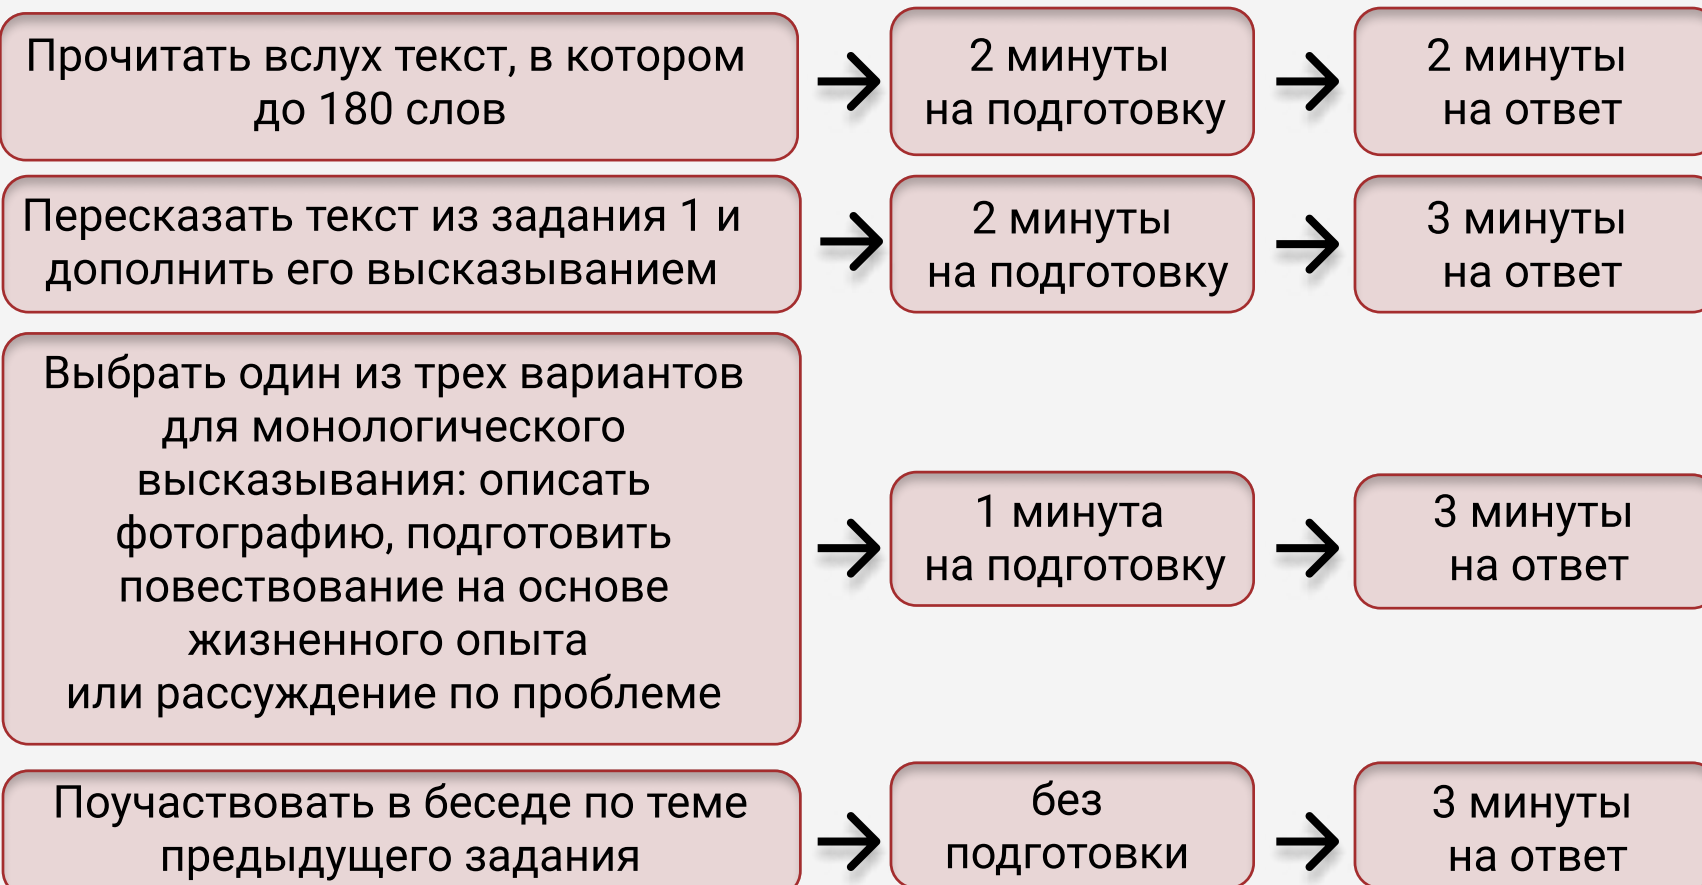 Прочитать вслух текст, в котором
до 180 слов
2 минуты
на подготовку
2 минуты
на ответ
Пересказать текст из задания 1 и
дополнить его высказыванием
2 минуты
на подготовку
3 минуты
на ответ
Выбрать один из трех вариантов
для монологического
высказывания: описать
фотографию, подготовить
повествование на основе
жизненного опыта
или рассуждение по проблеме
1 минута
на подготовку
3 минуты
на ответ
Поучаствовать в беседе по теме
предыдущего задания
без
подготовки
3 минуты
на ответ